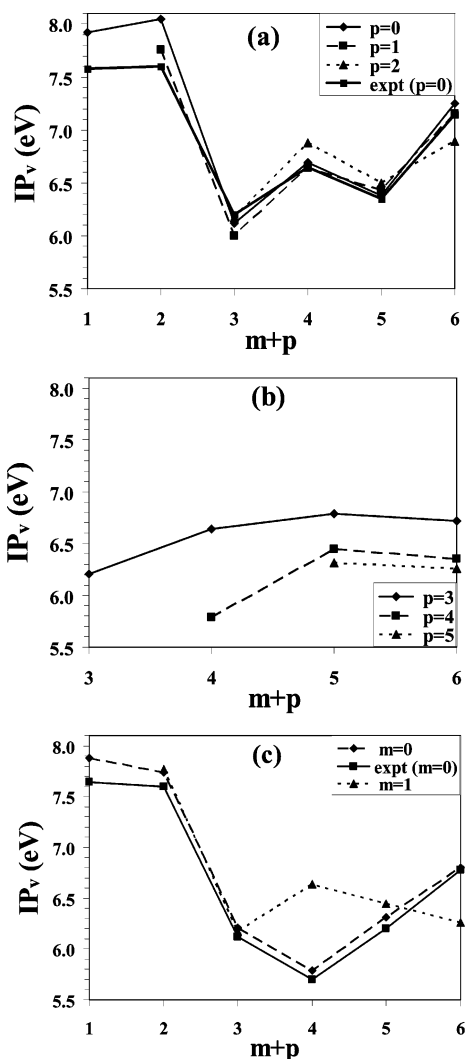 (a)
p=0
p=1
p=2
expt (p=0)
8.0
7.5
7.0
6.5
6.0
5.5
IPv (eV)
1 2 3 4 5 6
m+p
(b)
8.0
7.5
7.0
6.5
6.0
5.5
IPv (eV)
p=3
p=4
p=5
3 4 5 6
m+p
(c)
m=0
expt (m=0)
m=1
8.0
7.5
7.0
6.5
6.0
5.5
IPv (eV)
1 2 3 4 5 6
m+p